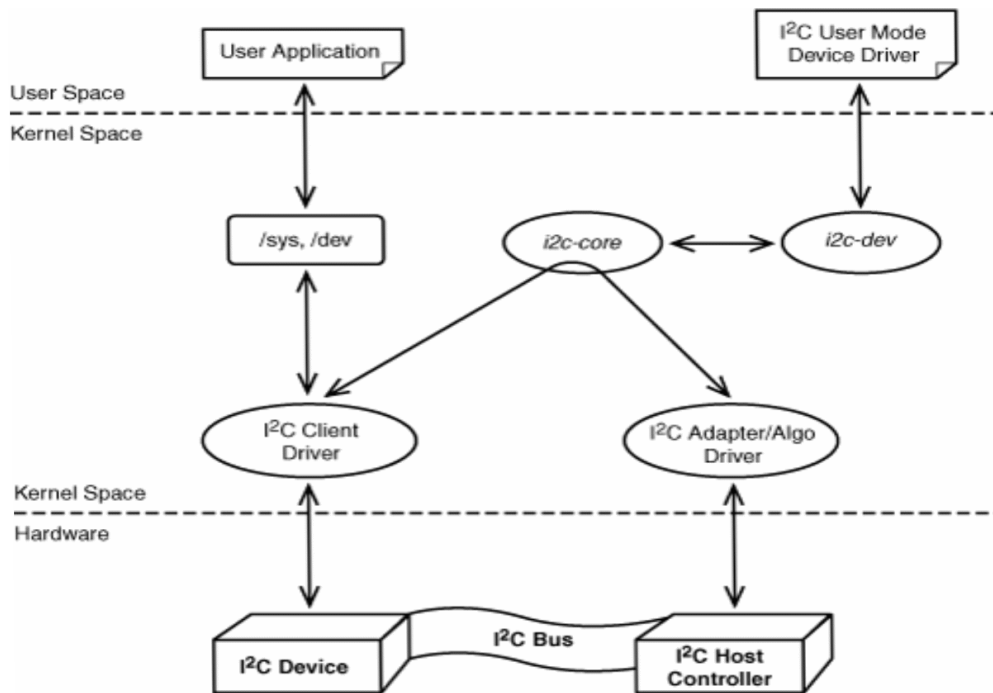 User Application
I²C User Mode
Device Driver
User Space
Kernel Space
/sys, /dev
i2c-core
i2c-dev
I²C Client
Driver
I²C Adapter/Algo
Driver
Kernel Space
Hardware
I²C Bus
I²C Device
I²C Host
Controller